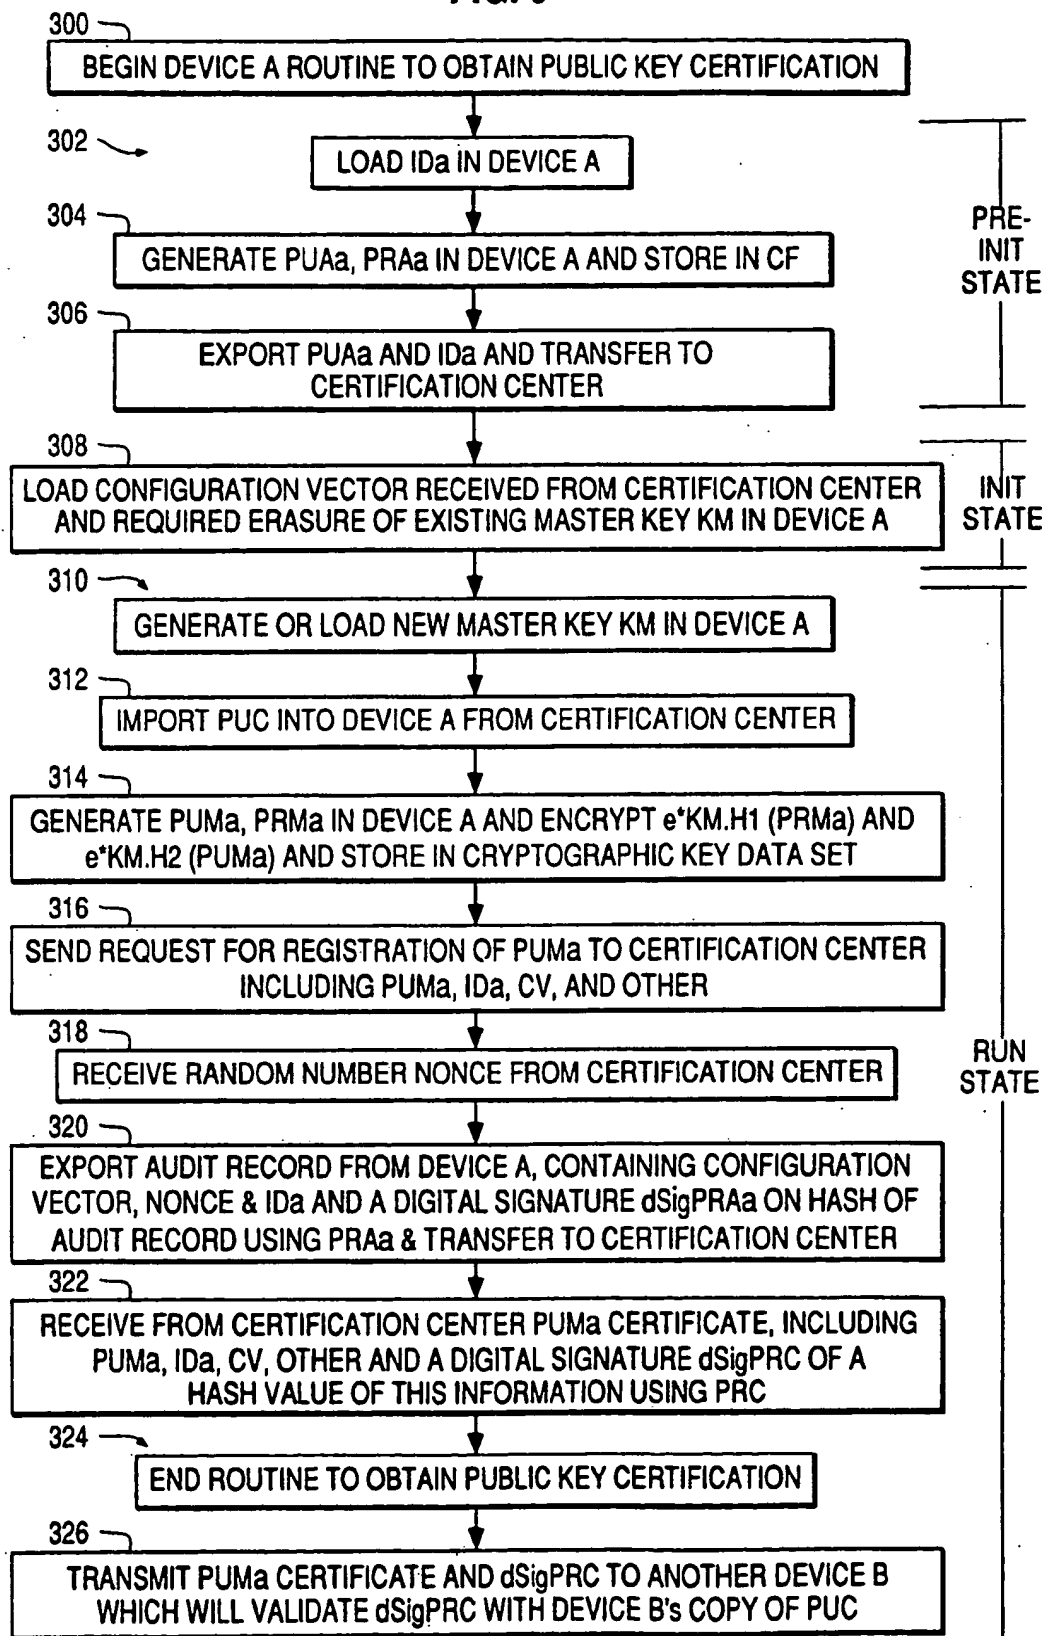 300
BEGIN DEVICE A ROUTINE TO OBTAIN PUBLIC KEY CERTIFICATION
302
LOAD IDa IN DEVICE A
304
GENERATE PUAa, PRAa IN DEVICE A AND STORE IN CF
306
EXPORT PUAa AND IDa AND TRANSFER TO
CERTIFICATION CENTER
PRE-
INIT
STATE
308
LOAD CONFIGURATION VECTOR RECEIVED FROM CERTIFICATION CENTER
AND REQUIRED ERASURE OF EXISTING MASTER KEY KM IN DEVICE A
INIT
STATE
310
GENERATE OR LOAD NEW MASTER KEY KM IN DEVICE A
312
IMPORT PUC INTO DEVICE A FROM CERTIFICATION CENTER
314
GENERATE PUMa, PRMa IN DEVICE A AND ENCRYPT e*KM.H1 (PRMa) AND
e*KM.H2 (PUMa) AND STORE IN CRYPTOGRAPHIC KEY DATA SET
316
SEND REQUEST FOR REGISTRATION OF PUMa TO CERTIFICATION CENTER
INCLUDING PUMa, IDa, CV, AND OTHER
318
RECEIVE RANDOM NUMBER NONCE FROM CERTIFICATION CENTER
RUN
STATE
320
EXPORT AUDIT RECORD FROM DEVICE A, CONTAINING CONFIGURATION
VECTOR, NONCE & IDa AND A DIGITAL SIGNATURE dSigPRAa ON HASH OF
AUDIT RECORD USING PRAa & TRANSFER TO CERTIFICATION CENTER
322
RECEIVE FROM CERTIFICATION CENTER PUMa CERTIFICATE, INCLUDING
PUMa, IDa, CV, OTHER AND A DIGITAL SIGNATURE dSigPRC OF A
HASH VALUE OF THIS INFORMATION USING PRC
324
END ROUTINE TO OBTAIN PUBLIC KEY CERTIFICATION
326
TRANSMIT PUMa CERTIFICATE AND dSigPRC TO ANOTHER DEVICE B
WHICH WILL VALIDATE dSigPRC WITH DEVICE B's COPY OF PUC